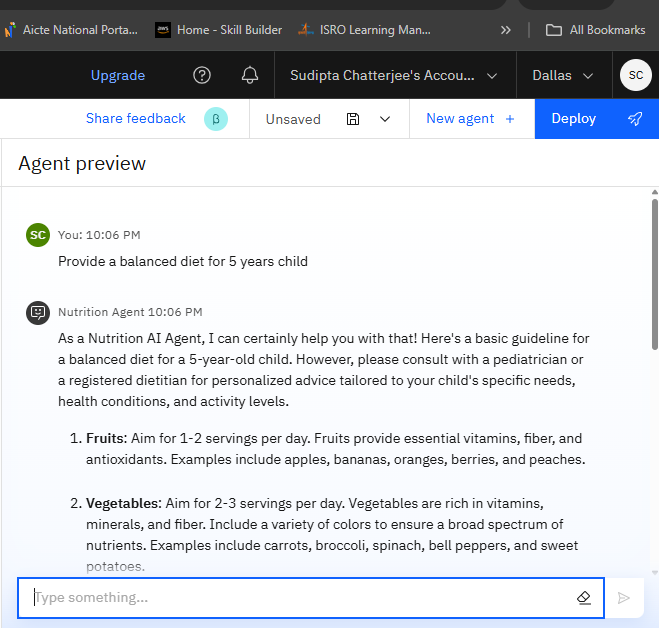 Aicte National Porta...
aws Home - Skill Builder
ISRO Learning Man...
All Bookmarks
Upgrade
Sudipta Chatterjee's Accou...
Dallas
SC
Share feedback
β
Unsaved
New agent +
Deploy
Agent preview
SC You: 10:06 PM
Provide a balanced diet for 5 years child
Nutrition Agent 10:06 PM
As a Nutrition AI Agent, I can certainly help you with that! Here's a basic guideline for
a balanced diet for a 5-year-old child. However, please consult with a pediatrician or
a registered dietitian for personalized advice tailored to your child's specific needs,
health conditions, and activity levels.
1. Fruits: Aim for 1-2 servings per day. Fruits provide essential vitamins, fiber, and
antioxidants. Examples include apples, bananas, oranges, berries, and peaches.
2. Vegetables: Aim for 2-3 servings per day. Vegetables are rich in vitamins,
minerals, and fiber. Include a variety of colors to ensure a broad spectrum of
nutrients. Examples include carrots, broccoli, spinach, bell peppers, and sweet
potatoes.
Type something...